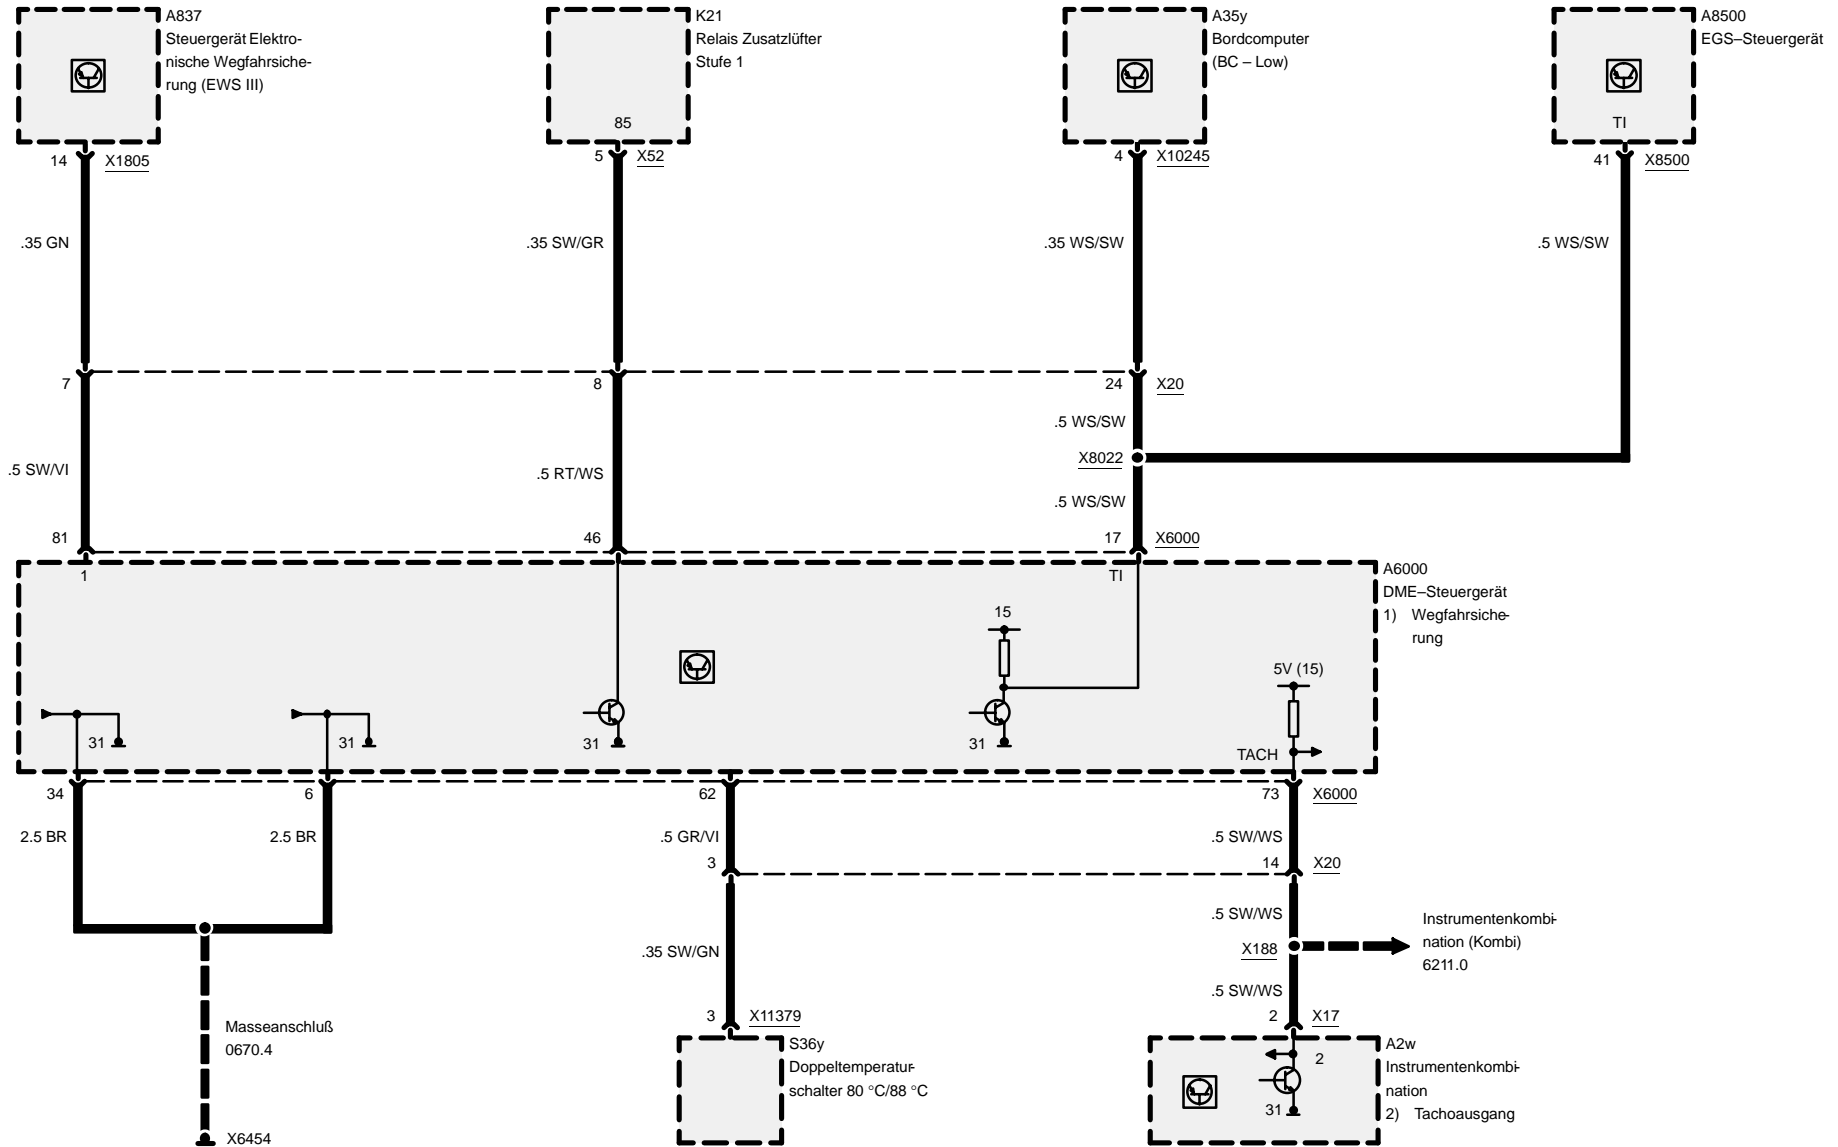 A837
Steuergerät Elektro-
nische Wegfahrsiche-
rung (EWS III)
K21
Relais Zusatzlüfter
Stufe 1
A35y
Bordcomputer
(BC – Low)
A8500
EGS–Steuergerät
85
TI
14 X1805
5 X52
4 X10245
41 X8500
.35 GN
.35 SW/GR
.35 WS/SW
.5 WS/SW
7
8
24 X20
.5 WS/SW
.5 SW/VI
.5 RT/WS
X8022
.5 WS/SW
81
46
17 X6000
1
TI
A6000
DME–Steuergerät
1) Wegfahrsiche-
rung
15
5V (15)
31
31
31
31
TACH
34
6
62
73 X6000
2.5 BR
2.5 BR
.5 GR/VI
.5 SW/WS
3
14 X20
.5 SW/WS
.35 SW/GN
X188
Instrumentenkombi-
nation (Kombi)
6211.0
.5 SW/WS
Masseanschluß
0670.4
3 X11379
2 X17
S36y
Doppeltemperatur-
schalter 80 °C/88 °C
2
31
A2w
Instrumentenkombi-
nation
2) Tachoausgang
X6454